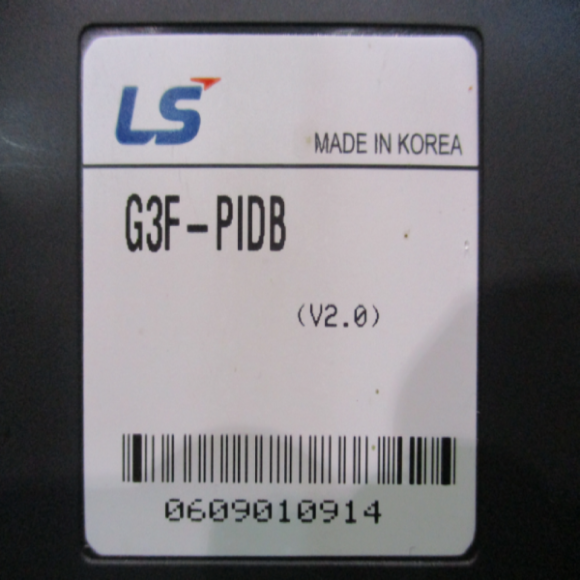 LS
MADE IN KOREA
G3F-PIDB
(V2.0)
0609010914